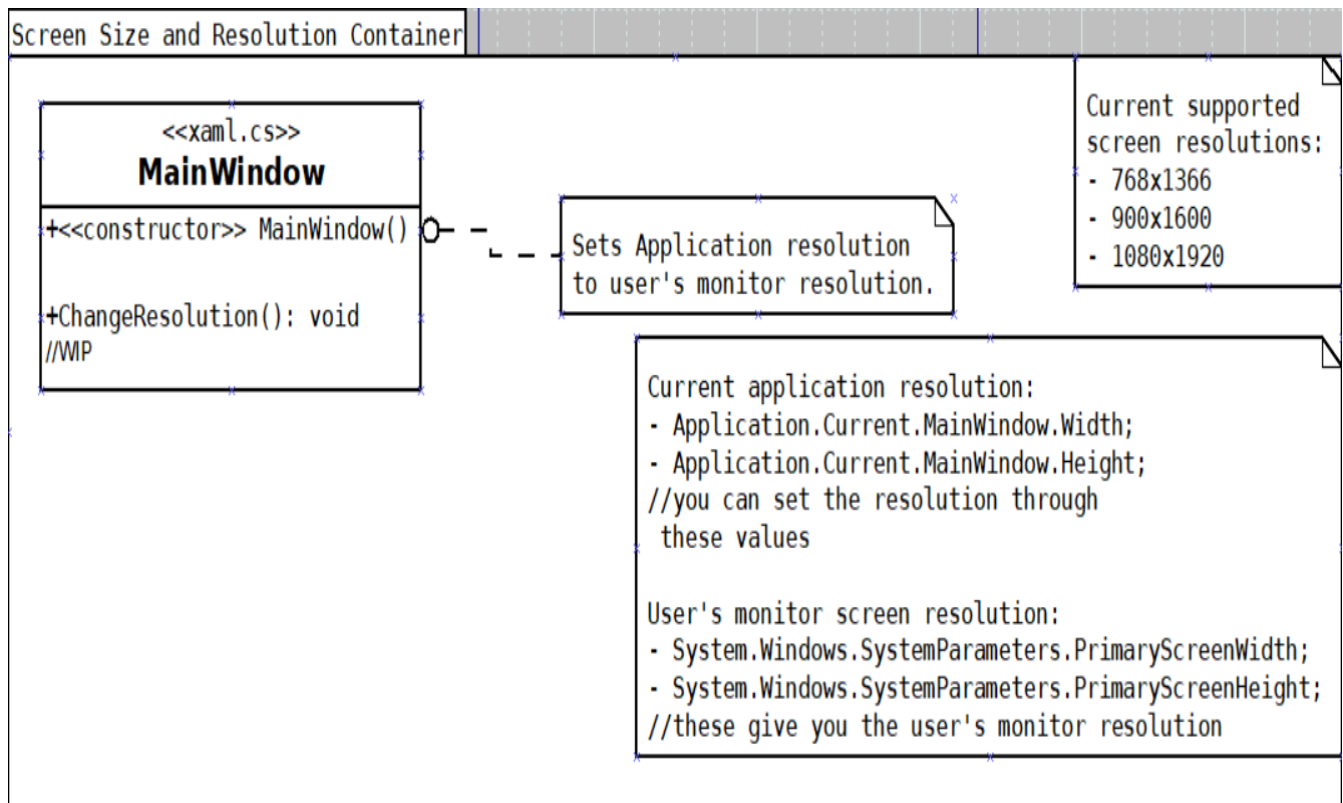 Screen Size and Resolution Container
<<xaml.cs>>
MainWindow
+<<constructor>> MainWindow()
+ChangeResolution(): void
//WIP
Sets Application resolution
to user's monitor resolution.
Current supported
screen resolutions:
- 768x1366
- 900x1600
- 1080x1920
Current application resolution:
- Application.Current.MainWindow.Width;
- Application.Current.MainWindow.Height;
//you can set the resolution through
these values
User's monitor screen resolution:
- System.Windows.SystemParameters.PrimaryScreenWidth;
- System.Windows.SystemParameters.PrimaryScreenHeight;
//these give you the user's monitor resolution